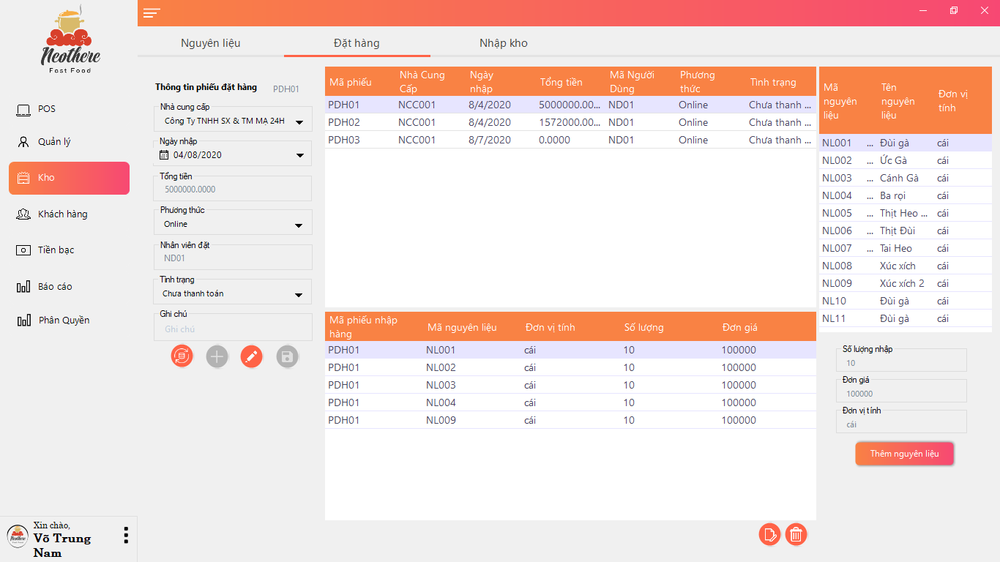 Neothere
Fast Food
POS
Quản lý
Kho
Khách hàng
Tiền bạc
Báo cáo
Phân Quyền
Xin chào,
Võ Trung
Nam
Nguyên liệu
Đặt hàng
Nhập kho
Thông tin phiếu đặt hàng PDH01
Nhà cung cấp
Công Ty TNHH SX & TM MẠ 24H
Ngày nhập
04/08/2020
Tổng tiền
5000000.0000
Phương thức
Online
Nhân viên đặt
ND01
Tình trạng
Chưa thanh toán
Ghi chú
Ghi chú
Mã phiếu
Nhà Cung
Cấp
Ngày
nhập
Tổng tiền
Mã Người
Dùng
Phương
thức
Tình trạng
PDH01 NCC001 8/4/2020 5000000.00... ND01 Online Chưa thanh ...
PDH02 NCC001 8/4/2020 1572000.00... ND01 Online Chưa thanh ...
PDH03 NCC001 8/7/2020 0.0000 ND01 Online Chưa thanh ...
Mã phiếu nhập
hàng
Mã nguyên liệu
Đơn vị tính
Số lượng
Đơn giá
PDH01 NL001 cái 10 100000
PDH01 NL002 cái 10 100000
PDH01 NL003 cái 10 100000
PDH01 NL004 cái 10 100000
PDH01 NL009 cái 10 100000
Mã
nguyên
liệu
Tên
nguyên
liệu
Đơn vị
tính
NL001 ... Đùi gà cái
NL002 ... Ức Gà cái
NL003 ... Cánh Gà cái
NL004 ... Ba rọi cái
NL005 ... Thịt Heo ... cái
NL006 ... Thịt Đùi cái
NL007 ... Tai Heo cái
NL008 Xúc xích cái
NL009 Xúc xích 2 cái
NL10 Đùi gà cái
NL11 Đùi gà cái
Số lượng nhập
10
Đơn giá
100000
Đơn vị tính
cái
Thêm nguyên liệu